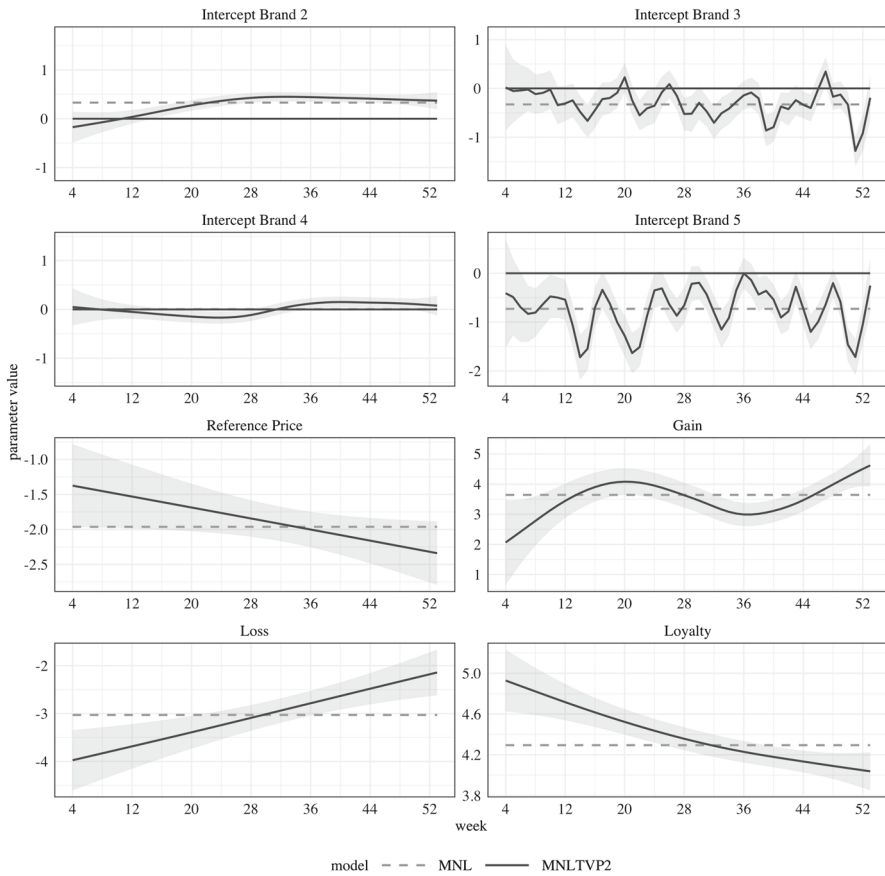 Intercept Brand 2
Intercept Brand 3
1
0
-1
4 12 20 28 36 44 52
1
0
-1
4 12 20 28 36 44 52
Intercept Brand 4
Intercept Brand 5
1
0
-1
4 12 20 28 36 44 52
0
-1
-2
4 12 20 28 36 44 52
parameter value
Reference Price
Gain
-1.0
-1.5
-2.0
-2.5
4 12 20 28 36 44 52
5
4
3
2
1
4 12 20 28 36 44 52
Loss
Loyalty
-2
-3
-4
4 12 20 28 36 44 52
5.0
4.6
4.2
3.8
4 12 20 28 36 44 52
week
model MNL MNLTVP2